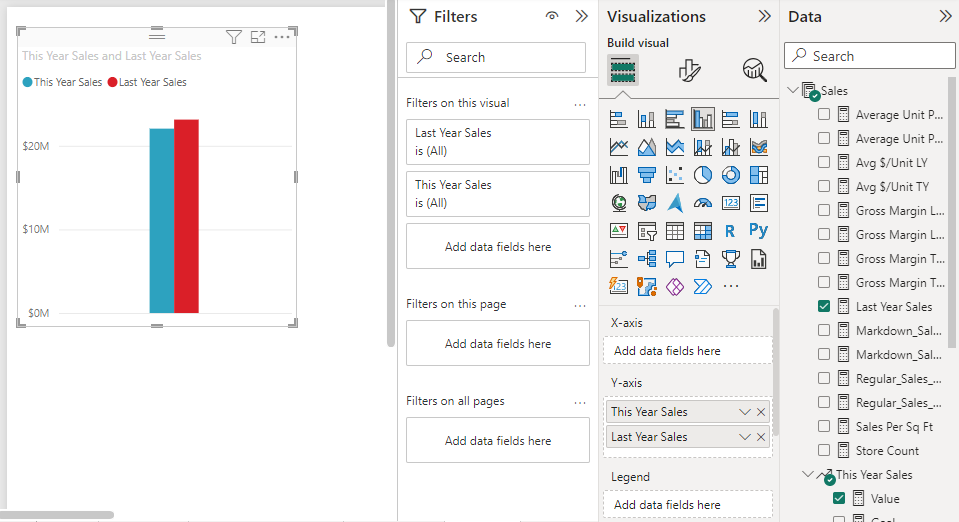 This Year Sales and Last Year Sales
This Year Sales Last Year Sales
$20M
$10M
$0M
Filters
Search
Filters on this visual
Last Year Sales
is (All)
This Year Sales
is (All)
Add data fields here
Filters on this page
Add data fields here
Filters on all pages
Add data fields here
Visualizations
Build visual
123
R
Py
123
X-axis
Add data fields here
Y-axis
This Year Sales
Last Year Sales
Legend
Add data fields here
Data
Search
Sales
Average Unit P...
Average Unit P...
Avg $/Unit LY
Avg $/Unit TY
Gross Margin L...
Gross Margin L...
Gross Margin T...
Gross Margin T...
Last Year Sales
Markdown_Sal...
Markdown_Sal...
Regular_Sales_...
Regular_Sales_...
Sales Per Sq Ft
Store Count
This Year Sales
Value